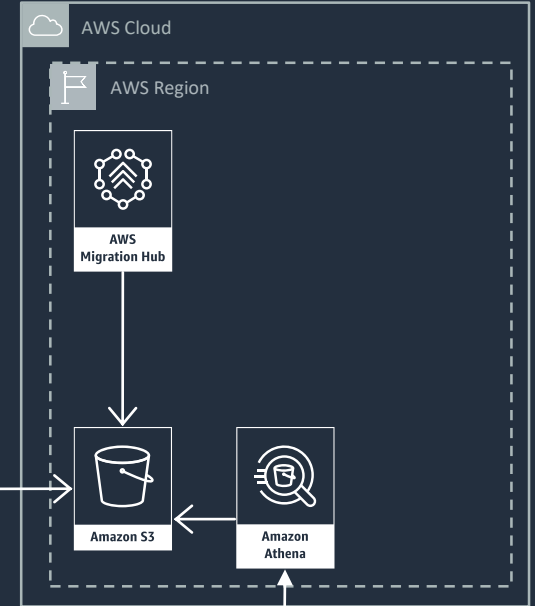 AWS Cloud
AWS Region
AWS
Migration Hub
Amazon S3
Amazon
Athena